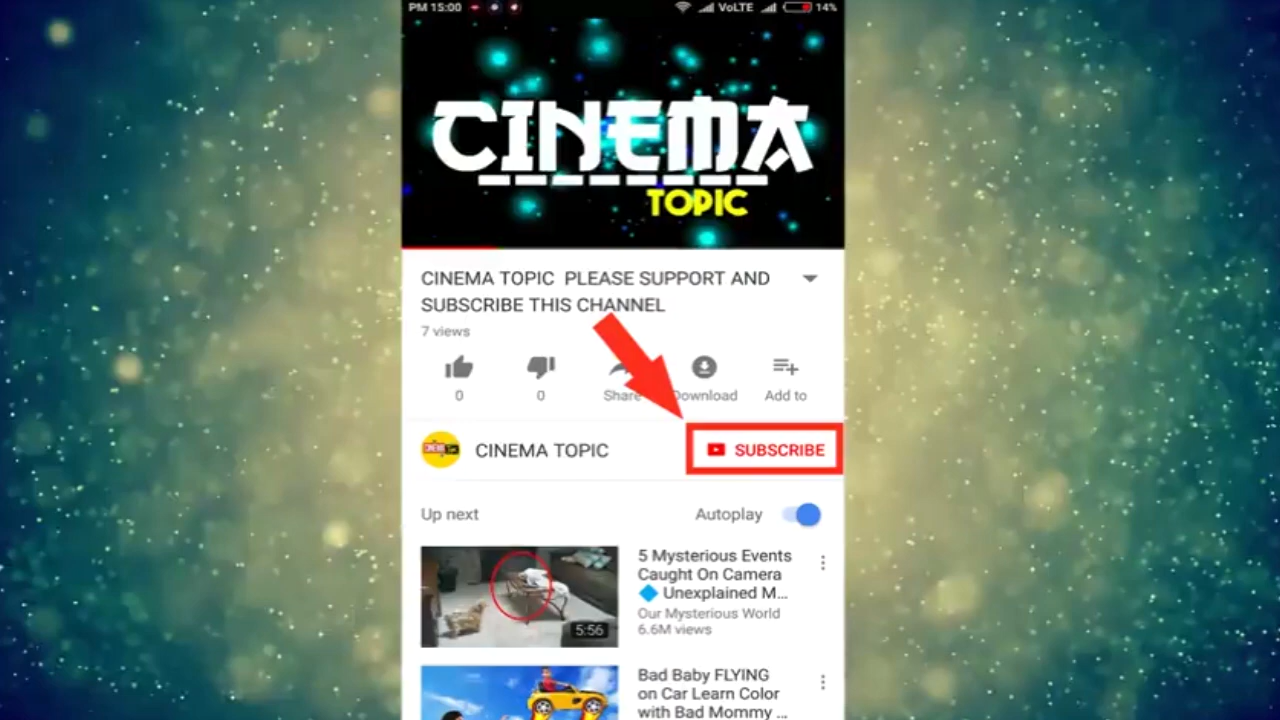 PM 15:00
VoLTE
14%
CINEMA
TOPIC
CINEMA TOPIC PLEASE SUPPORT AND
SUBSCRIBE THIS CHANNEL
7 views
0
0
Share
Download
Add to
CINEMA TOPIC
SUBSCRIBE
Up next
Autoplay
5:56
5 Mysterious Events
Caught On Camera
🔷 Unexplained M...
Our Mysterious World
6.6M views
Bad Baby FLYING
on Car Learn Color
with Bad Mommy ...